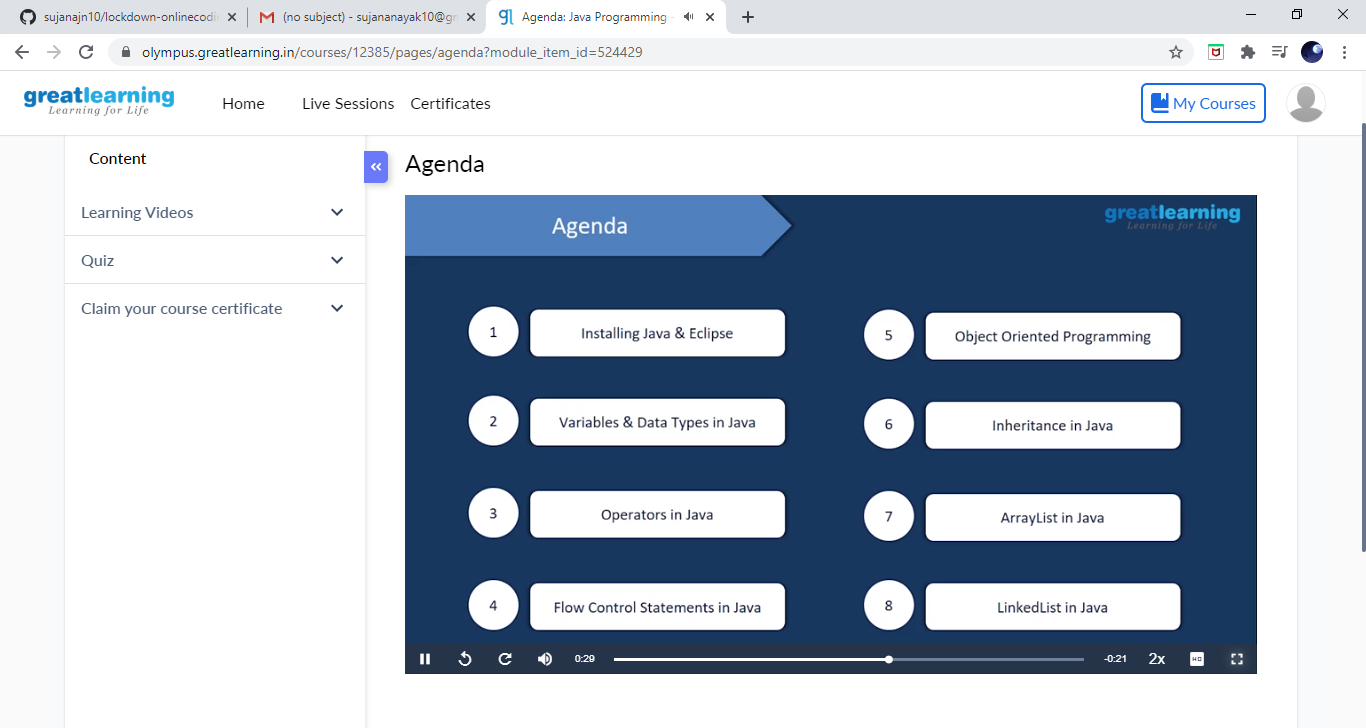 sujanajn10/lockdown-onlinecodi
(no subject) - sujananayak10@gm
Agenda: Java Programming -
olympus.greatlearning.in/courses/12385/pages/agenda?module_item_id=524429
greatlearning
Learning for Life
Home
Live Sessions
Certificates
My Courses
Content
Learning Videos
Quiz
Claim your course certificate
Agenda
Agenda
greatlearning
Learning for Life
1 Installing Java & Eclipse
2 Variables & Data Types in Java
3 Operators in Java
4 Flow Control Statements in Java
5 Object Oriented Programming
6 Inheritance in Java
7 ArrayList in Java
8 LinkedList in Java
0:29
-0:21
2x
HD